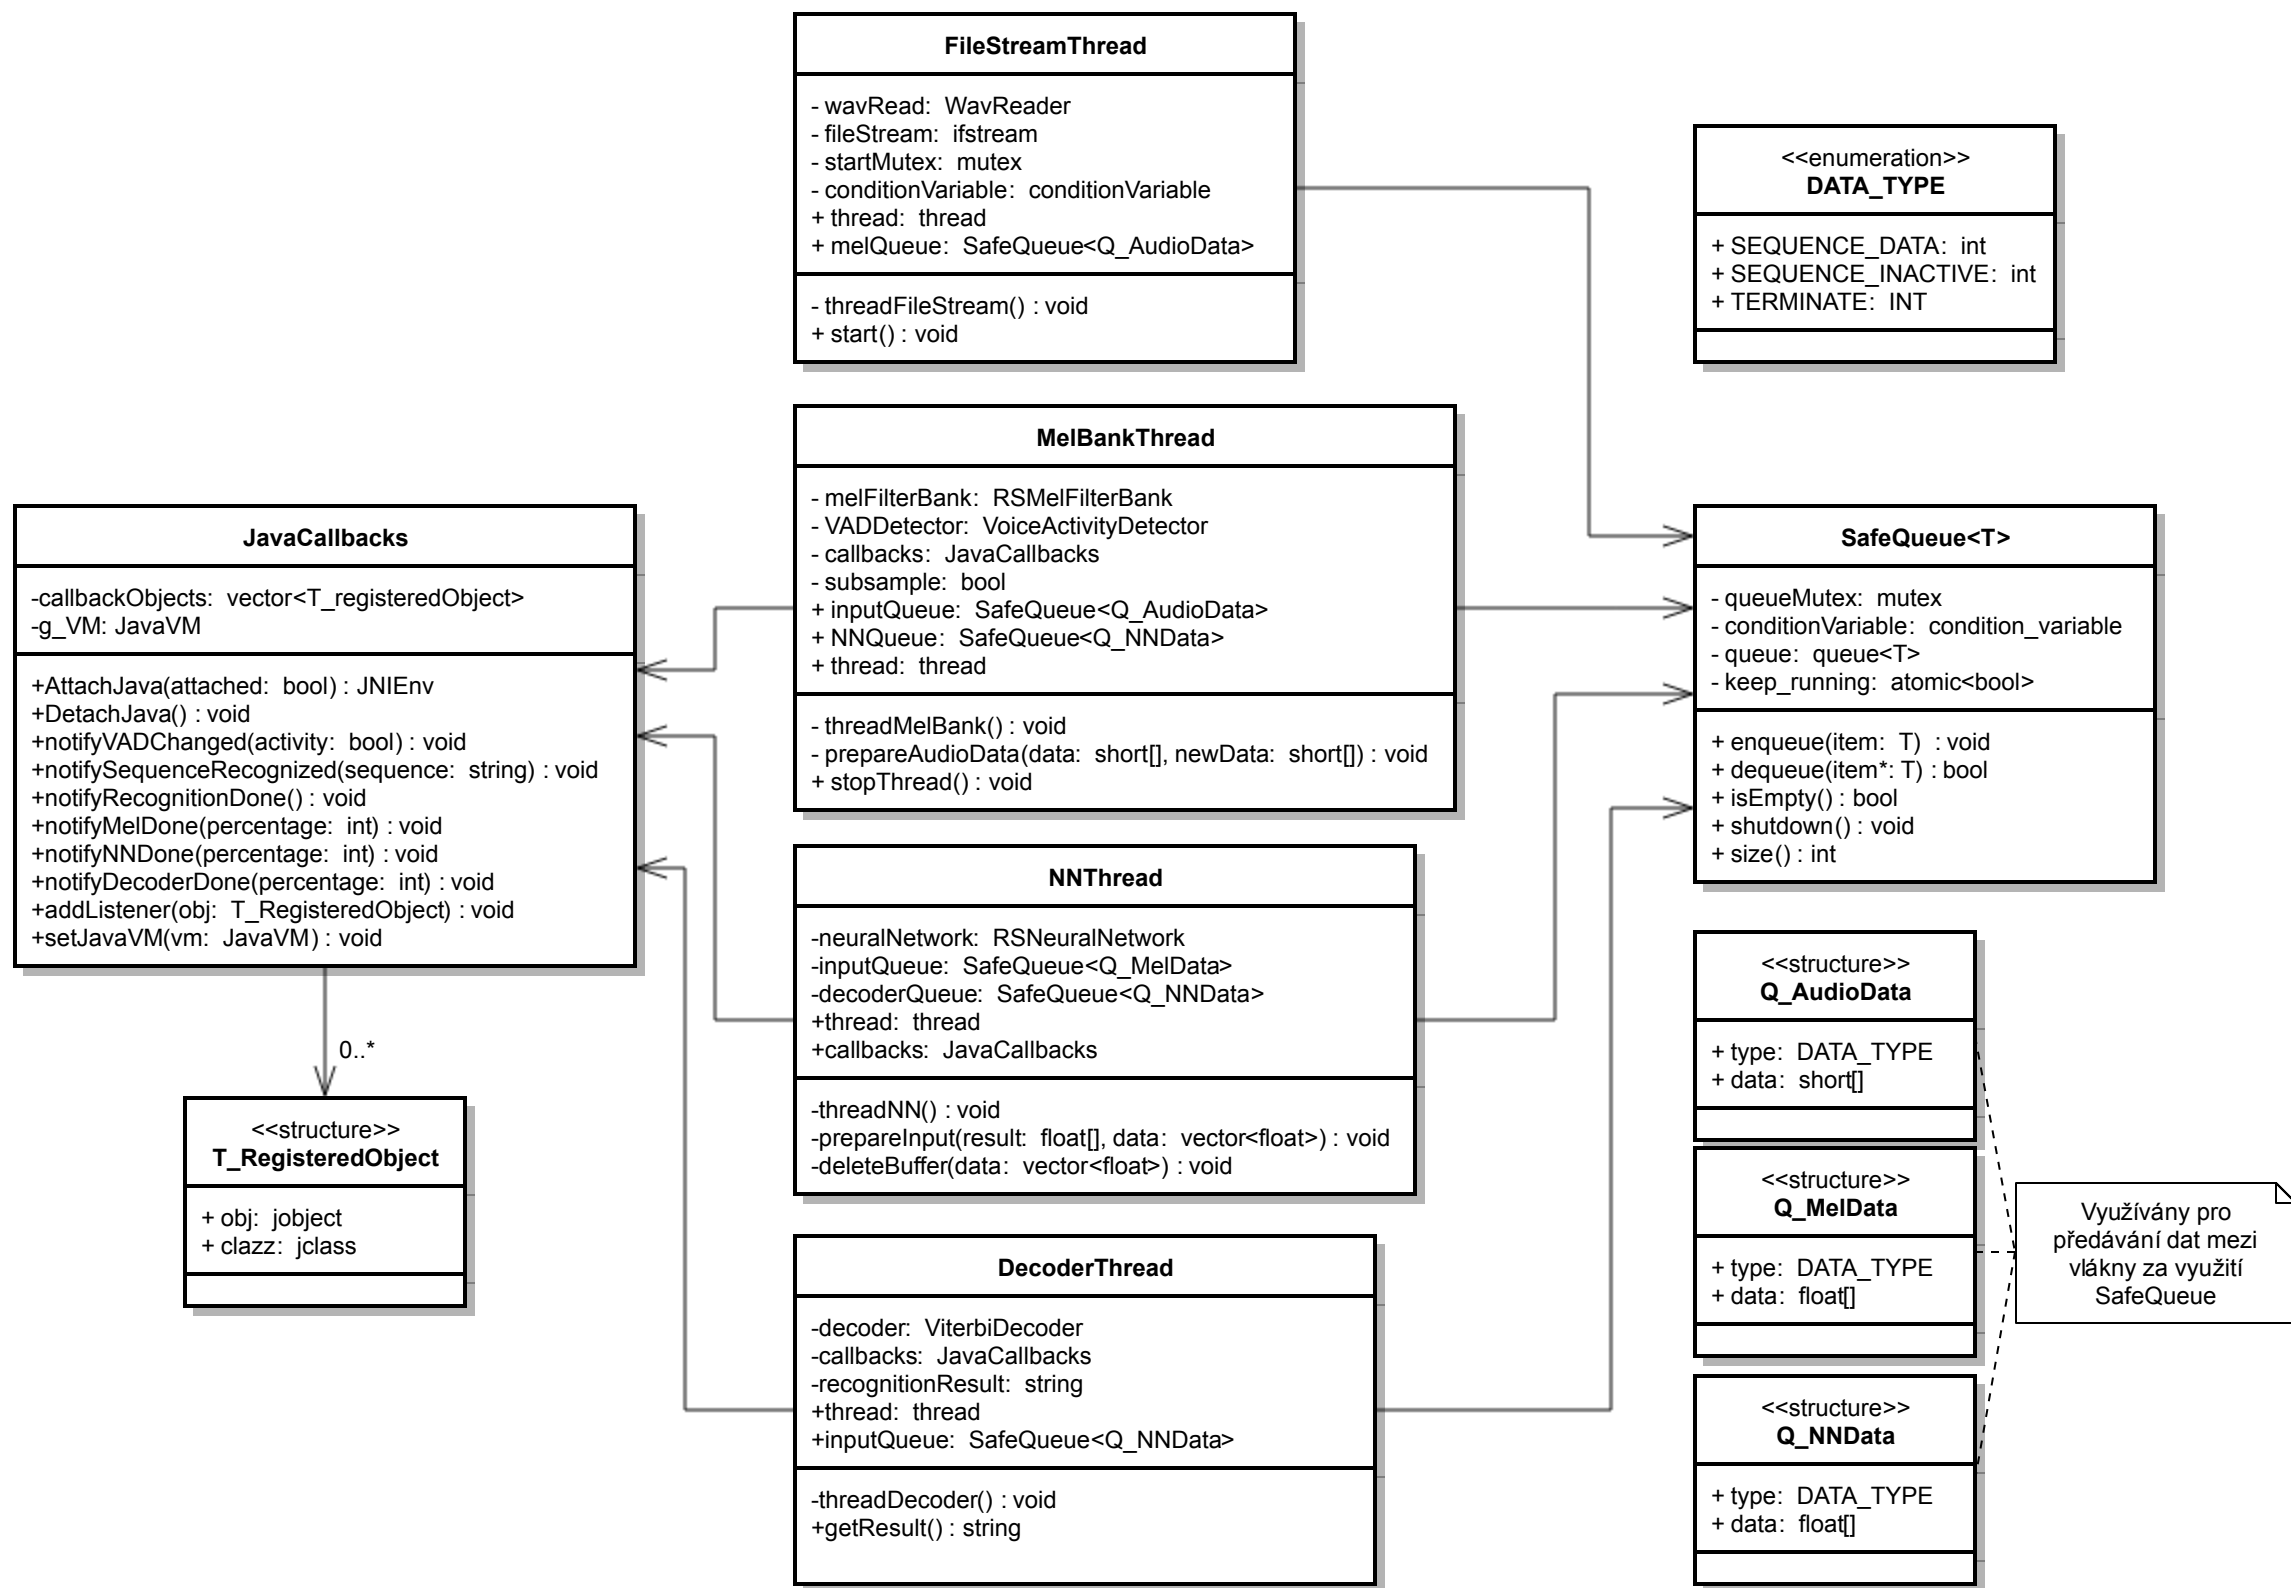 FileStreamThread
- wavRead: WavReader
- fileStream: ifstream
- startMutex: mutex
- conditionVariable: conditionVariable
+ thread: thread
+ melQueue: SafeQueue<Q_AudioData>
- threadFileStream() : void
+ start() : void
<<enumeration>>
DATA_TYPE
+ SEQUENCE_DATA: int
+ SEQUENCE_INACTIVE: int
+ TERMINATE: INT
MelBankThread
- melFilterBank: RSMelFilterBank
- VADDetector: VoiceActivityDetector
- callbacks: JavaCallbacks
- subsample: bool
+ inputQueue: SafeQueue<Q_AudioData>
+ NNQueue: SafeQueue<Q_NNData>
+ thread: thread
- threadMelBank() : void
- prepareAudioData(data: short[], newData: short[]) : void
+ stopThread() : void
JavaCallbacks
-callbackObjects: vector<T_registeredObject>
-g_VM: JavaVM
+AttachJava(attached: bool) : JNIEnv
+DetachJava() : void
+notifyVADChanged(activity: bool) : void
+notifySequenceRecognized(sequence: string) : void
+notifyRecognitionDone() : void
+notifyMelDone(percentage: int) : void
+notifyNNDone(percentage: int) : void
+notifyDecoderDone(percentage: int) : void
+addListener(obj: T_RegisteredObject) : void
+setJavaVM(vm: JavaVM) : void
SafeQueue<T>
- queueMutex: mutex
- conditionVariable: condition_variable
- queue: queue<T>
- keep_running: atomic<bool>
+ enqueue(item: T) : void
+ dequeue(item*: T) : bool
+ isEmpty() : bool
+ shutdown() : void
+ size() : int
NNThread
-neuralNetwork: RSNeuralNetwork
-inputQueue: SafeQueue<Q_MelData>
-decoderQueue: SafeQueue<Q_NNData>
+thread: thread
+callbacks: JavaCallbacks
-threadNN() : void
-prepareInput(result: float[], data: vector<float>) : void
-deleteBuffer(data: vector<float>) : void
0..*
<<structure>>
T_RegisteredObject
+ obj: jobject
+ clazz: jclass
<<structure>>
Q_AudioData
+ type: DATA_TYPE
+ data: short[]
<<structure>>
Q_MelData
+ type: DATA_TYPE
+ data: float[]
Využívány pro
předávání dat mezi
vlákny za využití
SafeQueue
DecoderThread
-decoder: ViterbiDecoder
-callbacks: JavaCallbacks
-recognitionResult: string
+thread: thread
+inputQueue: SafeQueue<Q_NNData>
-threadDecoder() : void
+getResult() : string
<<structure>>
Q_NNData
+ type: DATA_TYPE
+ data: float[]